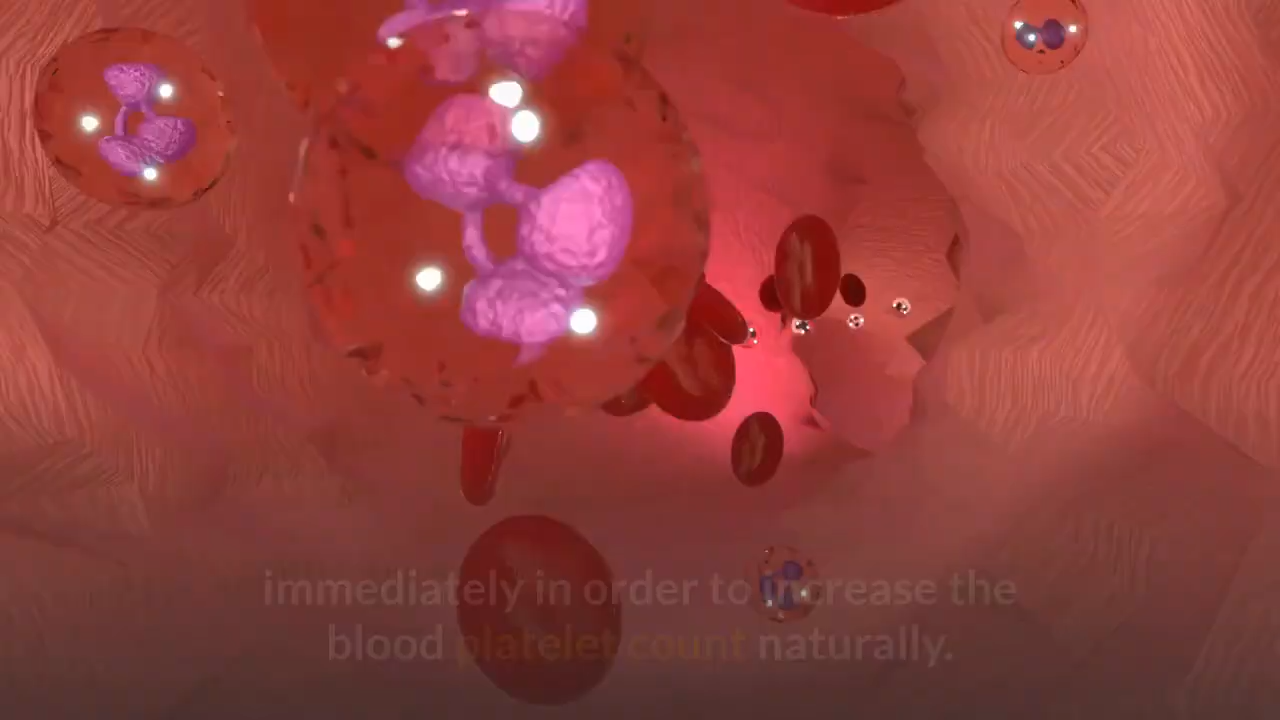 immediately in order to increase the
blood platelet count naturally.